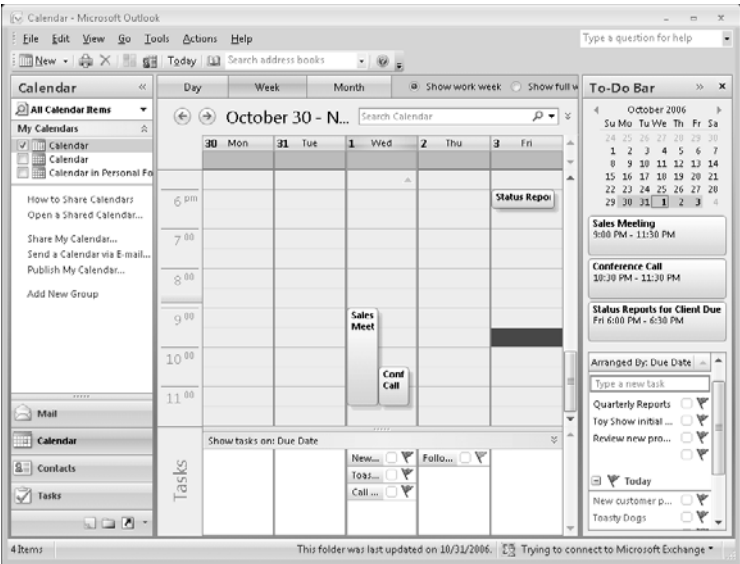 Calendar - Microsoft Outlook
File Edit View Go Tools Actions Help
Type a question for help
New Today Search address books
Calendar «
All Calendar Items
My Calendars
Calendar
Calendar
Calendar in Personal Fo
How to Share Calendars
Open a Shared Calendar...
Share My Calendar...
Send a Calendar via E-mail...
Publish My Calendar...
Add New Group
Mail
Calendar
Contacts
Tasks
Day Week Month Show work week Show full w
October 30 - N... Search Calendar
30 Mon 31 Tue 1 Wed 2 Thu 3 Fri
6 pm
7 00
8 00
9 00
10 00
11 00
Status Repor
Sales
Meet
Conf
Call
Tasks
Show tasks on: Due Date
New... Follo...
Toas...
Call ...
To-Do Bar » x
October 2006
Su Mo Tu We Th Fr Sa
24 25 26 27 28 29 30
1 2 3 4 5 6 7
8 9 10 11 12 13 14
15 16 17 18 19 20 21
22 23 24 25 26 27 28
29 30 31 1 2 3 4
Sales Meeting
9:00 PM - 11:30 PM
Conference Call
10:30 PM - 11:30 PM
Status Reports for Client Due
Fri 6:00 PM - 6:30 PM
Arranged By: Due Date
Type a new task
Quarterly Reports
Toy Show initial ...
Review new pro...
Today
New customer p...
Toasty Dogs
4 Items
This folder was last updated on 10/31/2006. Trying to connect to Microsoft Exchange